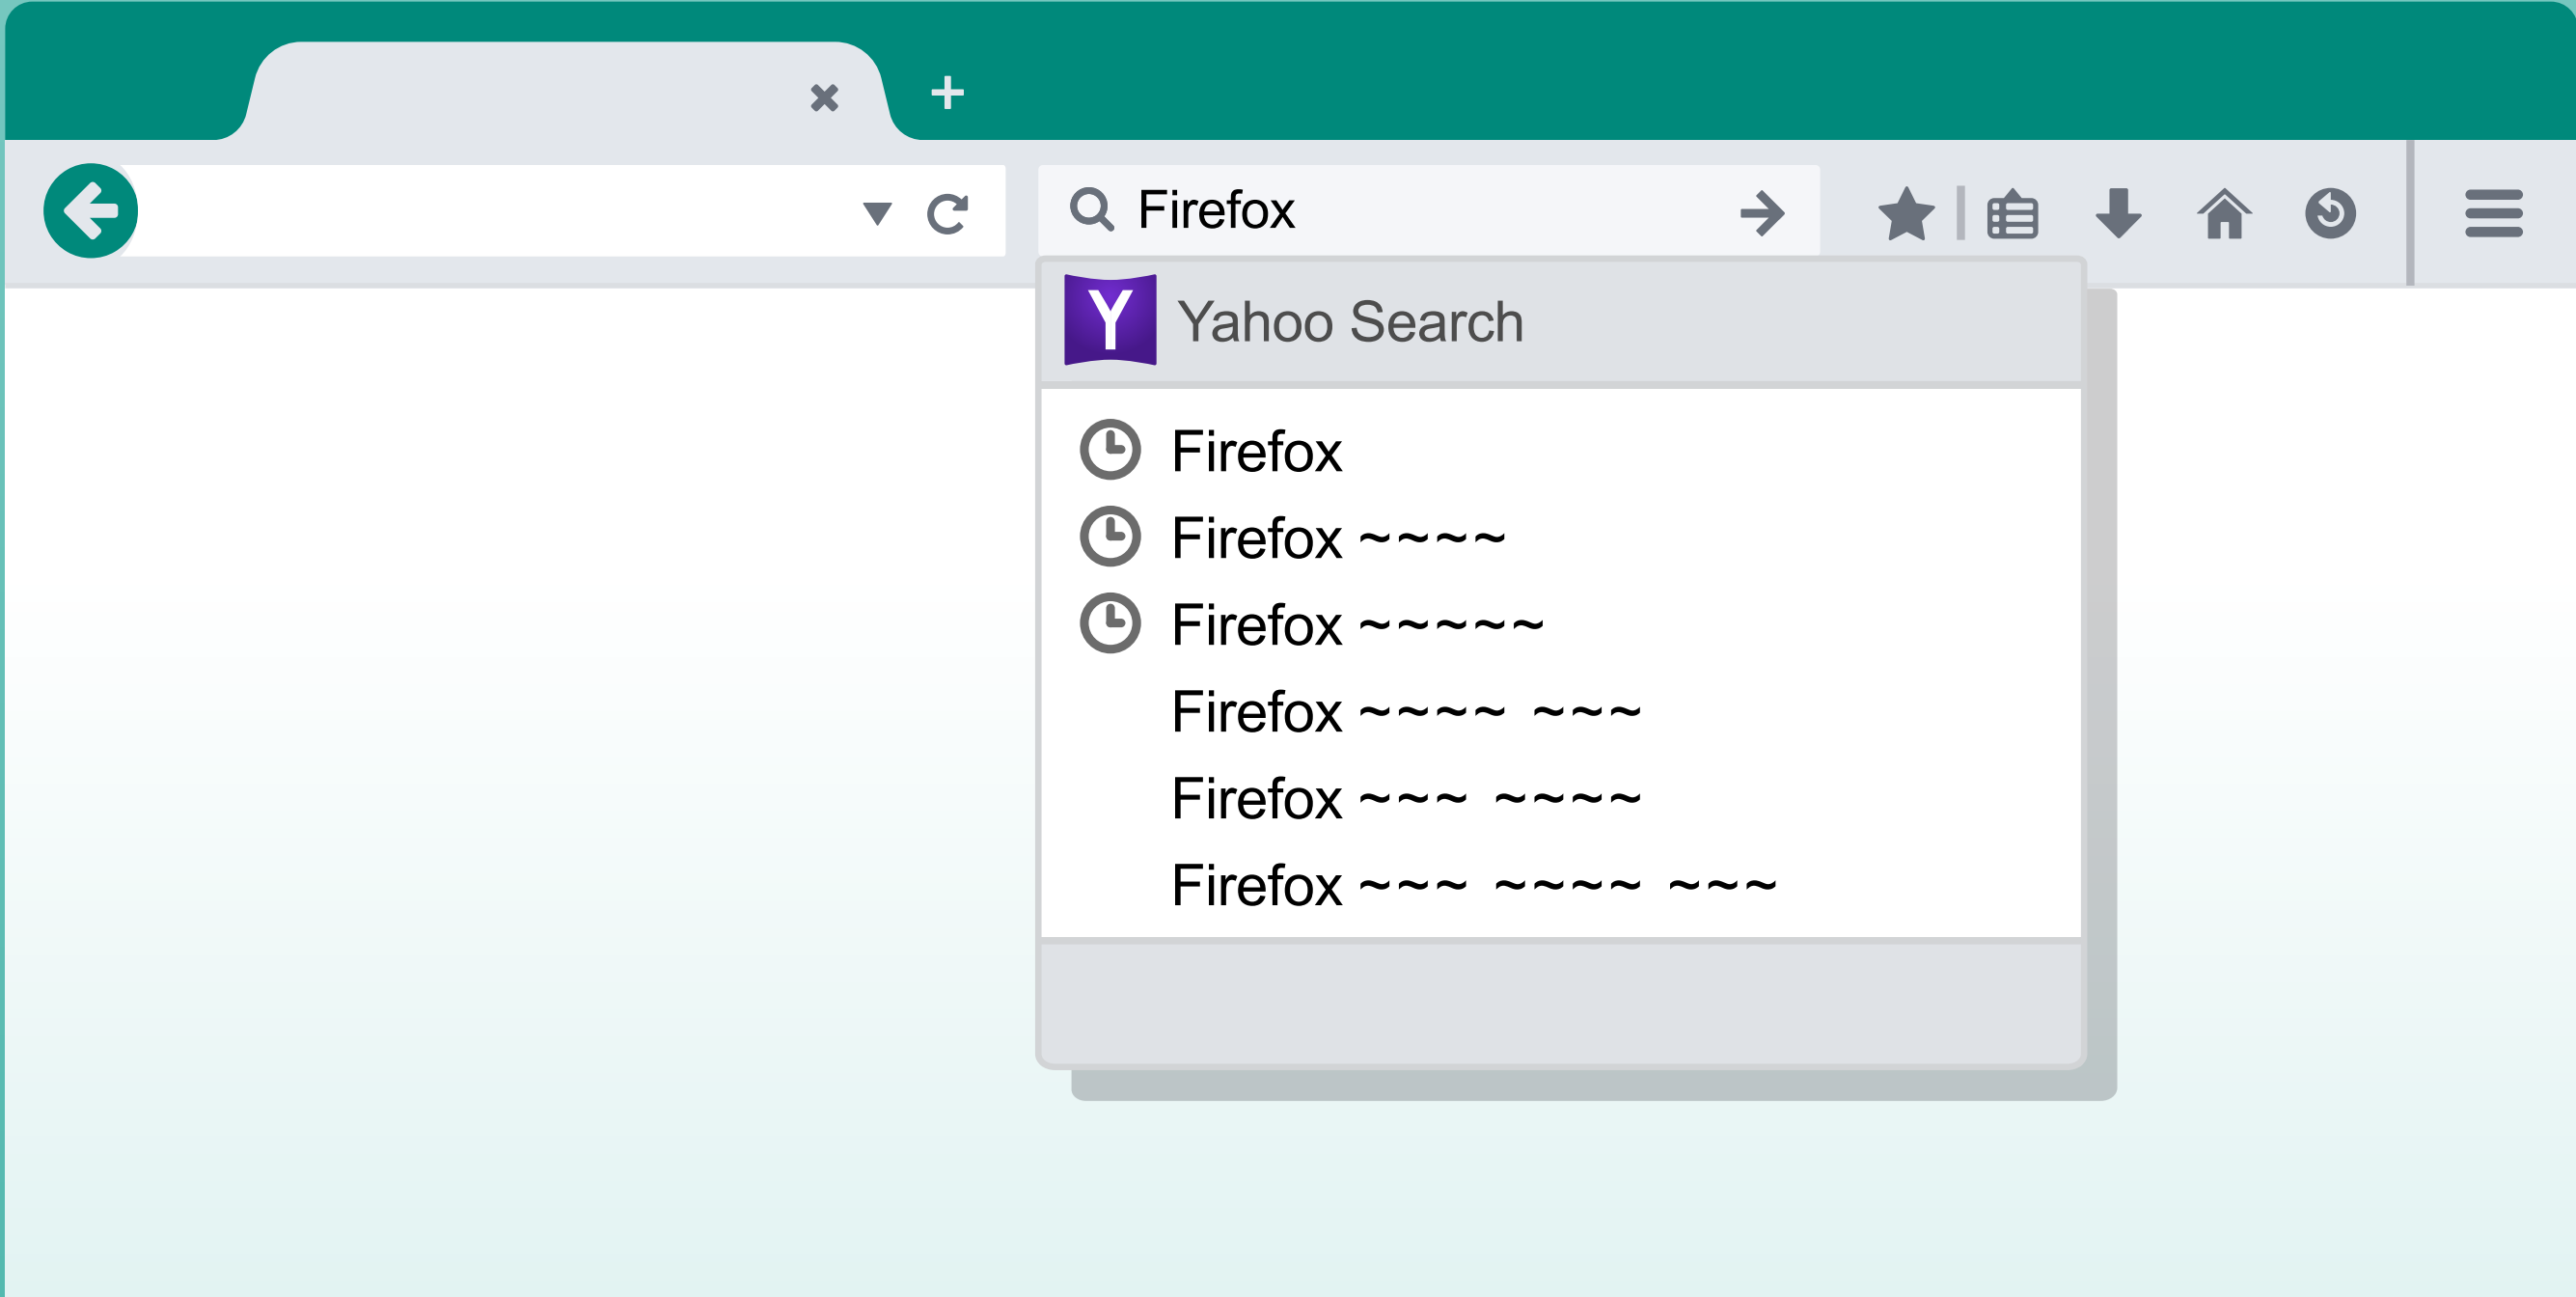 Firefox
Y Yahoo Search
Firefox
Firefox ~~~~
Firefox ~~~~~
Firefox ~~~~ ~~~
Firefox ~~~ ~~~~
Firefox ~~~ ~~~~ ~~~